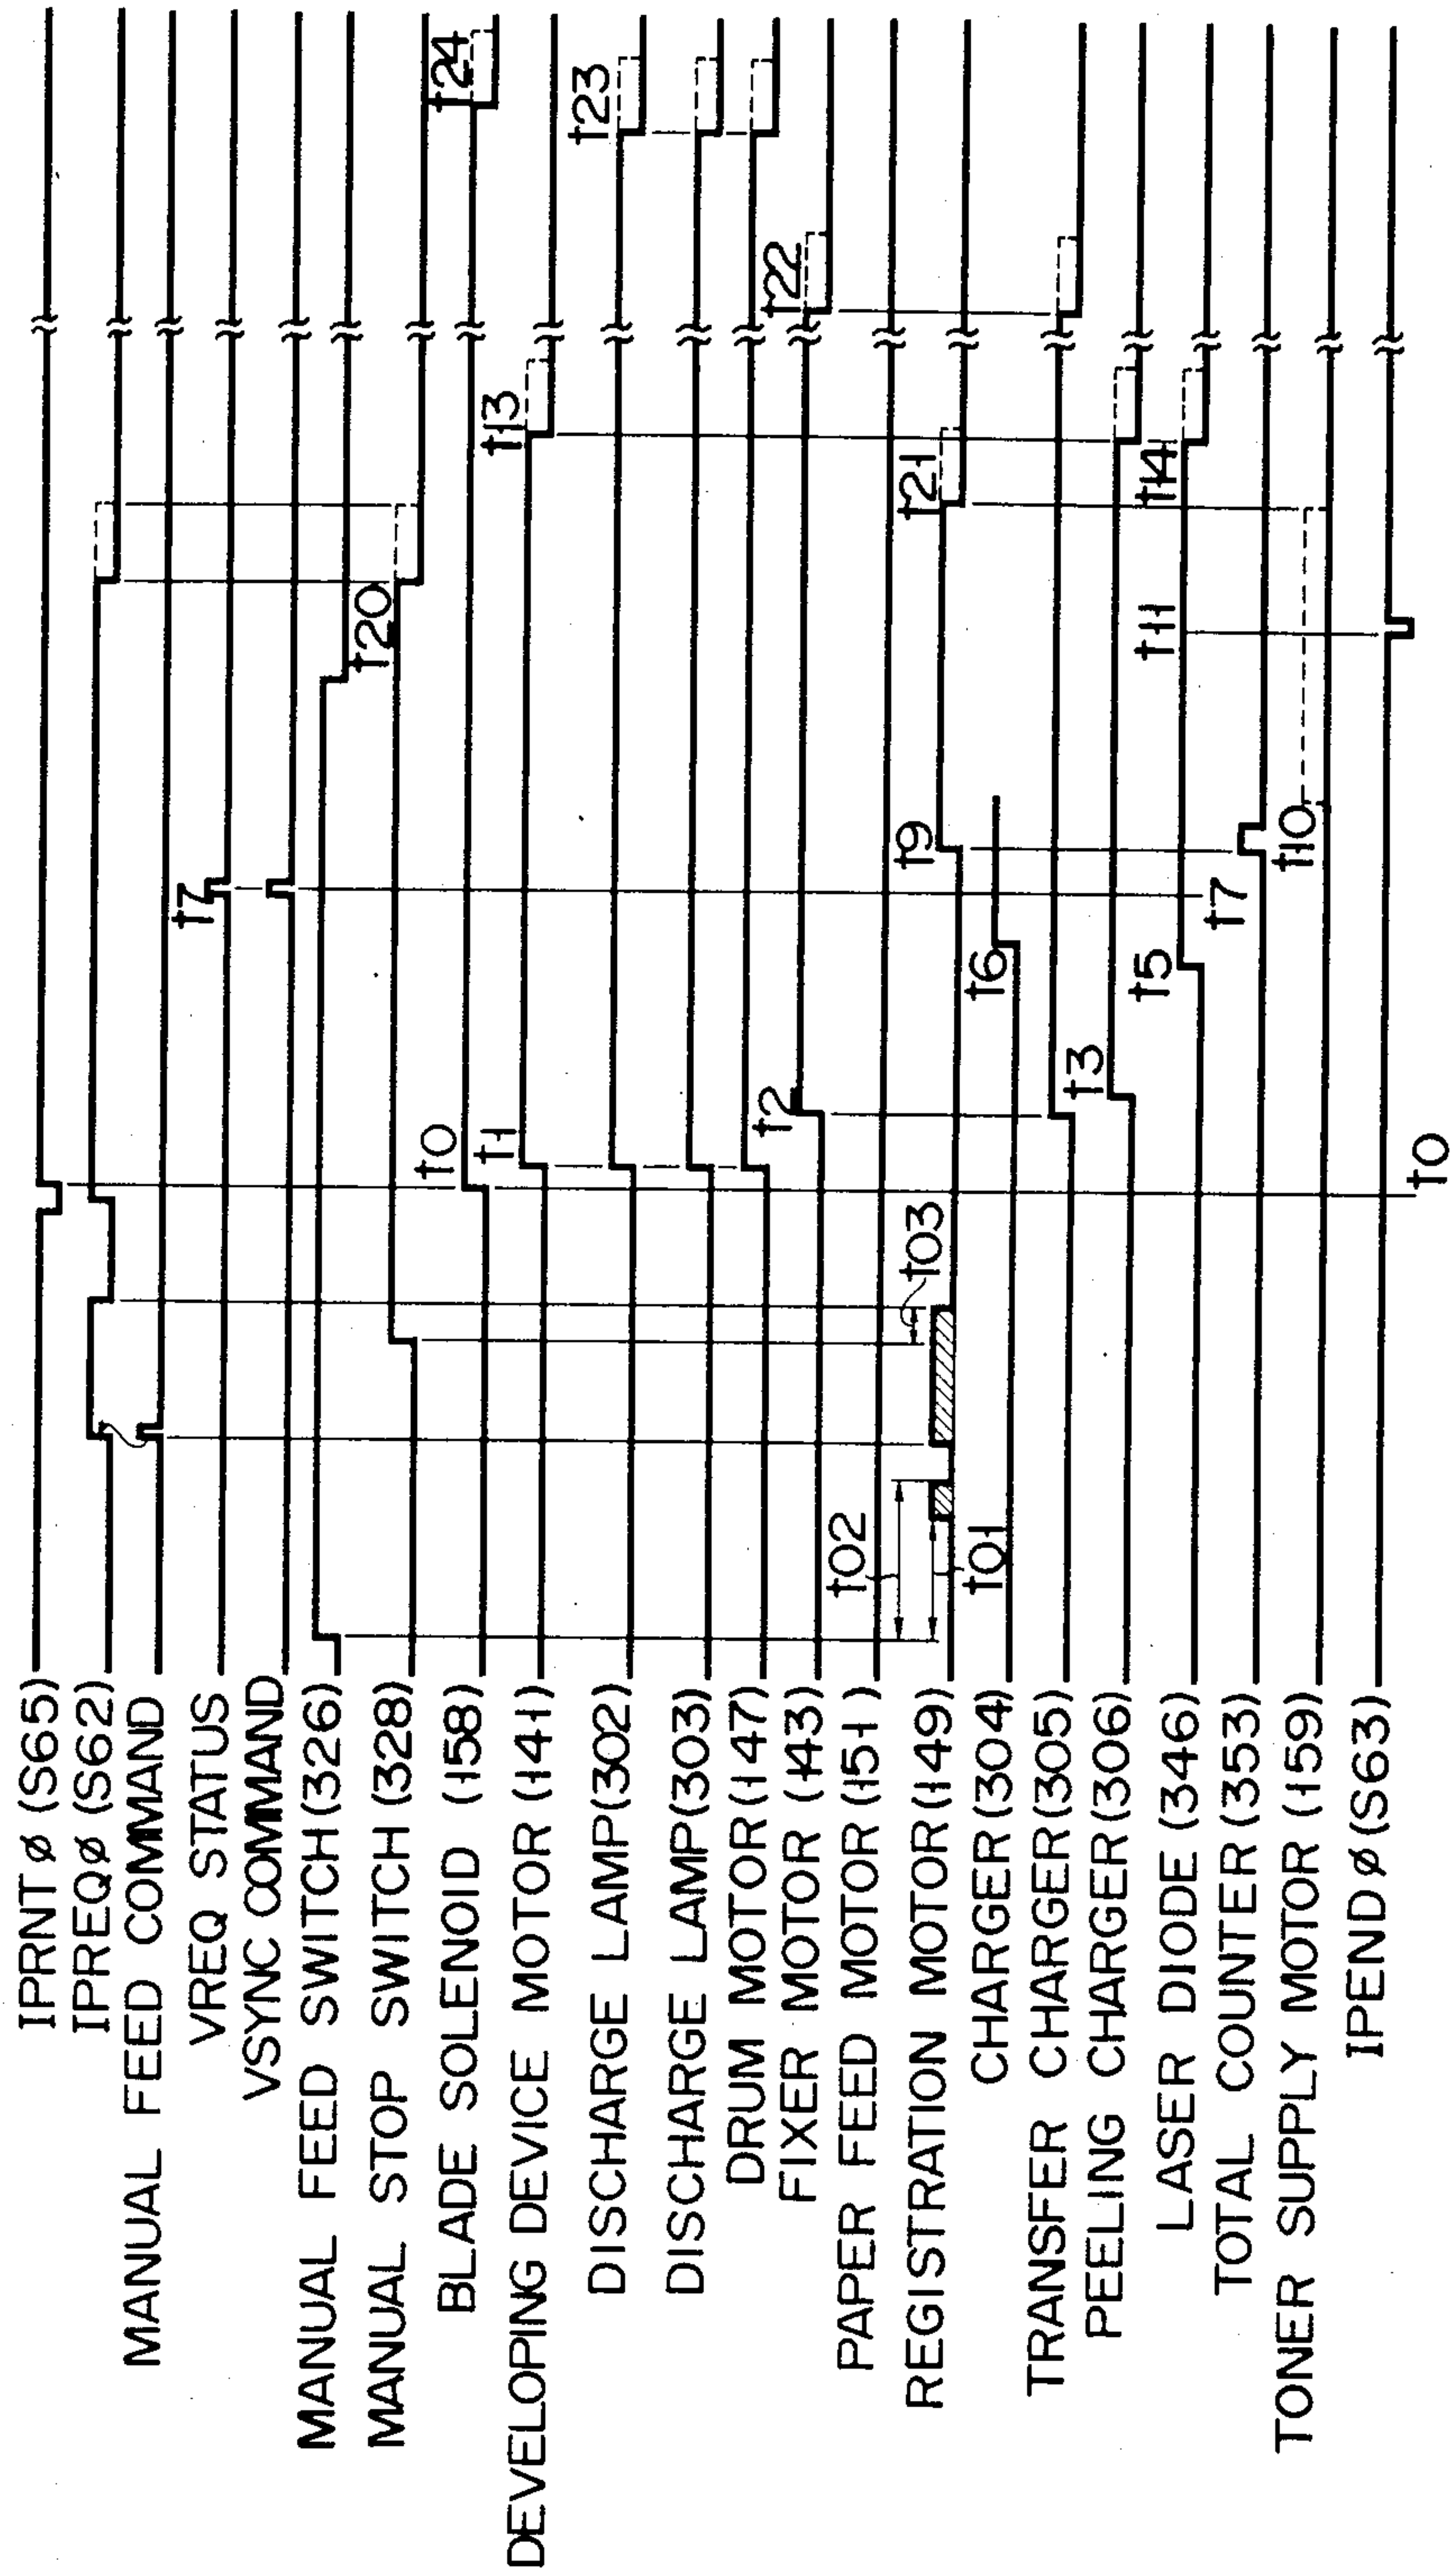 IPRNTØ (S65)
IPREQØ (S62)
MANUAL FEED COMMAND
VREQ STATUS
VSYNC COMMAND
MANUAL FEED SWITCH (326)
MANUAL STOP SWITCH (328)
BLADE SOLENOID (158)
DEVELOPING DEVICE MOTOR (141)
DISCHARGE LAMP (302)
DISCHARGE LAMP (303)
DRUM MOTOR (147)
FIXER MOTOR (143)
PAPER FEED MOTOR (151)
REGISTRATION MOTOR (149)
CHARGER (304)
TRANSFER CHARGER (305)
PEELING CHARGER (306)
LASER DIODE (346)
TOTAL COUNTER (353)
TONER SUPPLY MOTOR (159)
IPENDØ (S63)
t7
t20
t0
t24
t1
t13
t23
t2
t22
t02
t03
t9
t21
t01
t6
t3
t5
t11
t14
t7
t10
t0